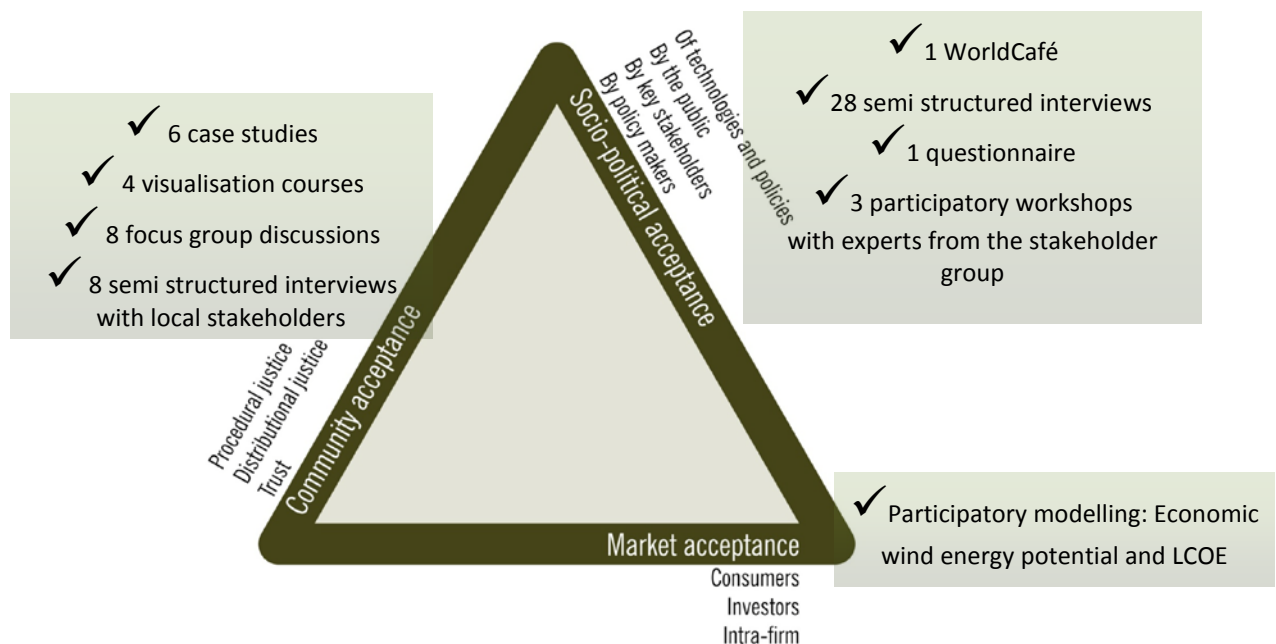 ✓ 6 case studies
✓ 4 visualisation courses
✓ 8 focus group discussions
✓ 8 semi structured interviews
with local stakeholders
Procedural justice
Distributional justice
Trust
Community acceptance
Socio-political acceptance
Of technologies and policies
By the public
By key stakeholders
By policy makers
✓ 1 WorldCafé
✓ 28 semi structured interviews
✓ 1 questionnaire
✓ 3 participatory workshops
with experts from the stakeholder
group
Market acceptance
Consumers
Investors
Intra-firm
✓ Participatory modelling: Economic
wind energy potential and LCOE